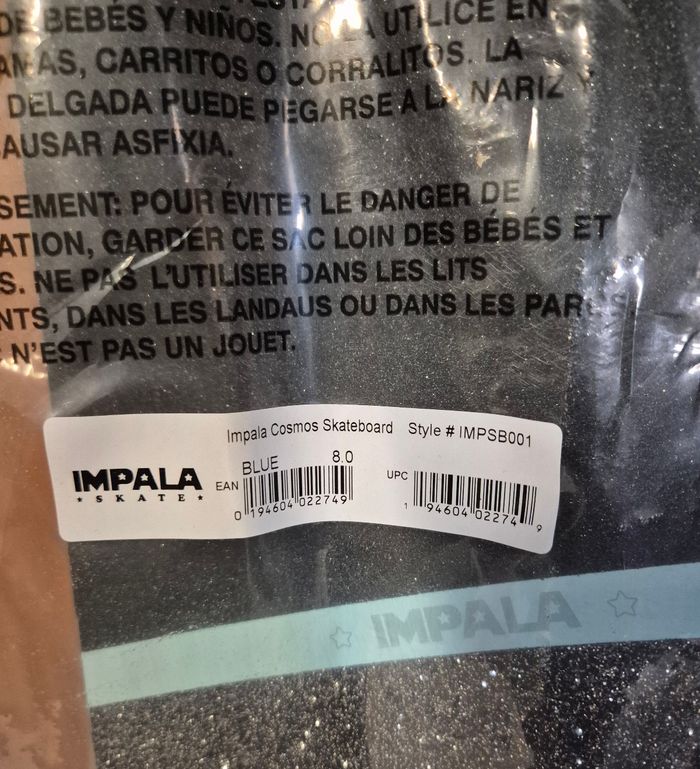 DE BEBÉS Y NIÑOS. NO LA UTILICE EN
CARRITOS O CORRALITOS. LA
DELGADA PUEDE PEGARSE A LA NARIZ Y
AUSAR ASFIXIA.
SEMENT: POUR ÉVITER LE DANGER DE
ATION, GARDER CE SAC LOIN DES BÉBÉS ET
S. NE PAS L'UTILISER DANS LES LITS
NTS, DANS LES LANDAUS OU DANS LES PARCS
N'EST PAS UN JOUET.
Impala Cosmos Skateboard Style # IMPSB001
BLUE 8.0
IMPALA
SKATE
EAN
0 194604 022749
UPC
1 94604 02274 9
IMPALA